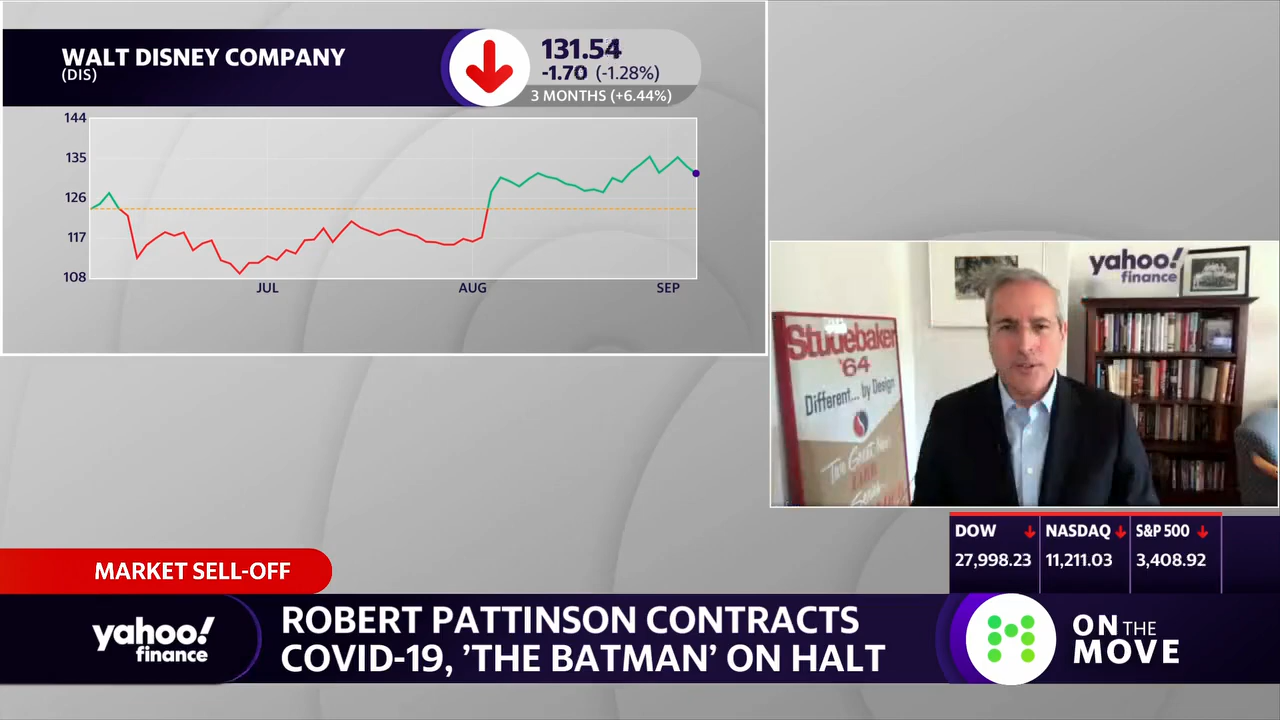 WALT DISNEY COMPANY
(DIS)
131.54
-1.70 (-1.28%)
3 MONTHS (+6.44%)
144
135
126
117
108
JUL
AUG
SEP
yahoo!
finance
Studebaker
'64
Different... by Design
DOW
27,998.23
NASDAQ
11,211.03
S&P 500
3,408.92
MARKET SELL-OFF
yahoo!
finance
ROBERT PATTINSON CONTRACTS
COVID-19, 'THE BATMAN' ON HALT
ON THE
MOVE